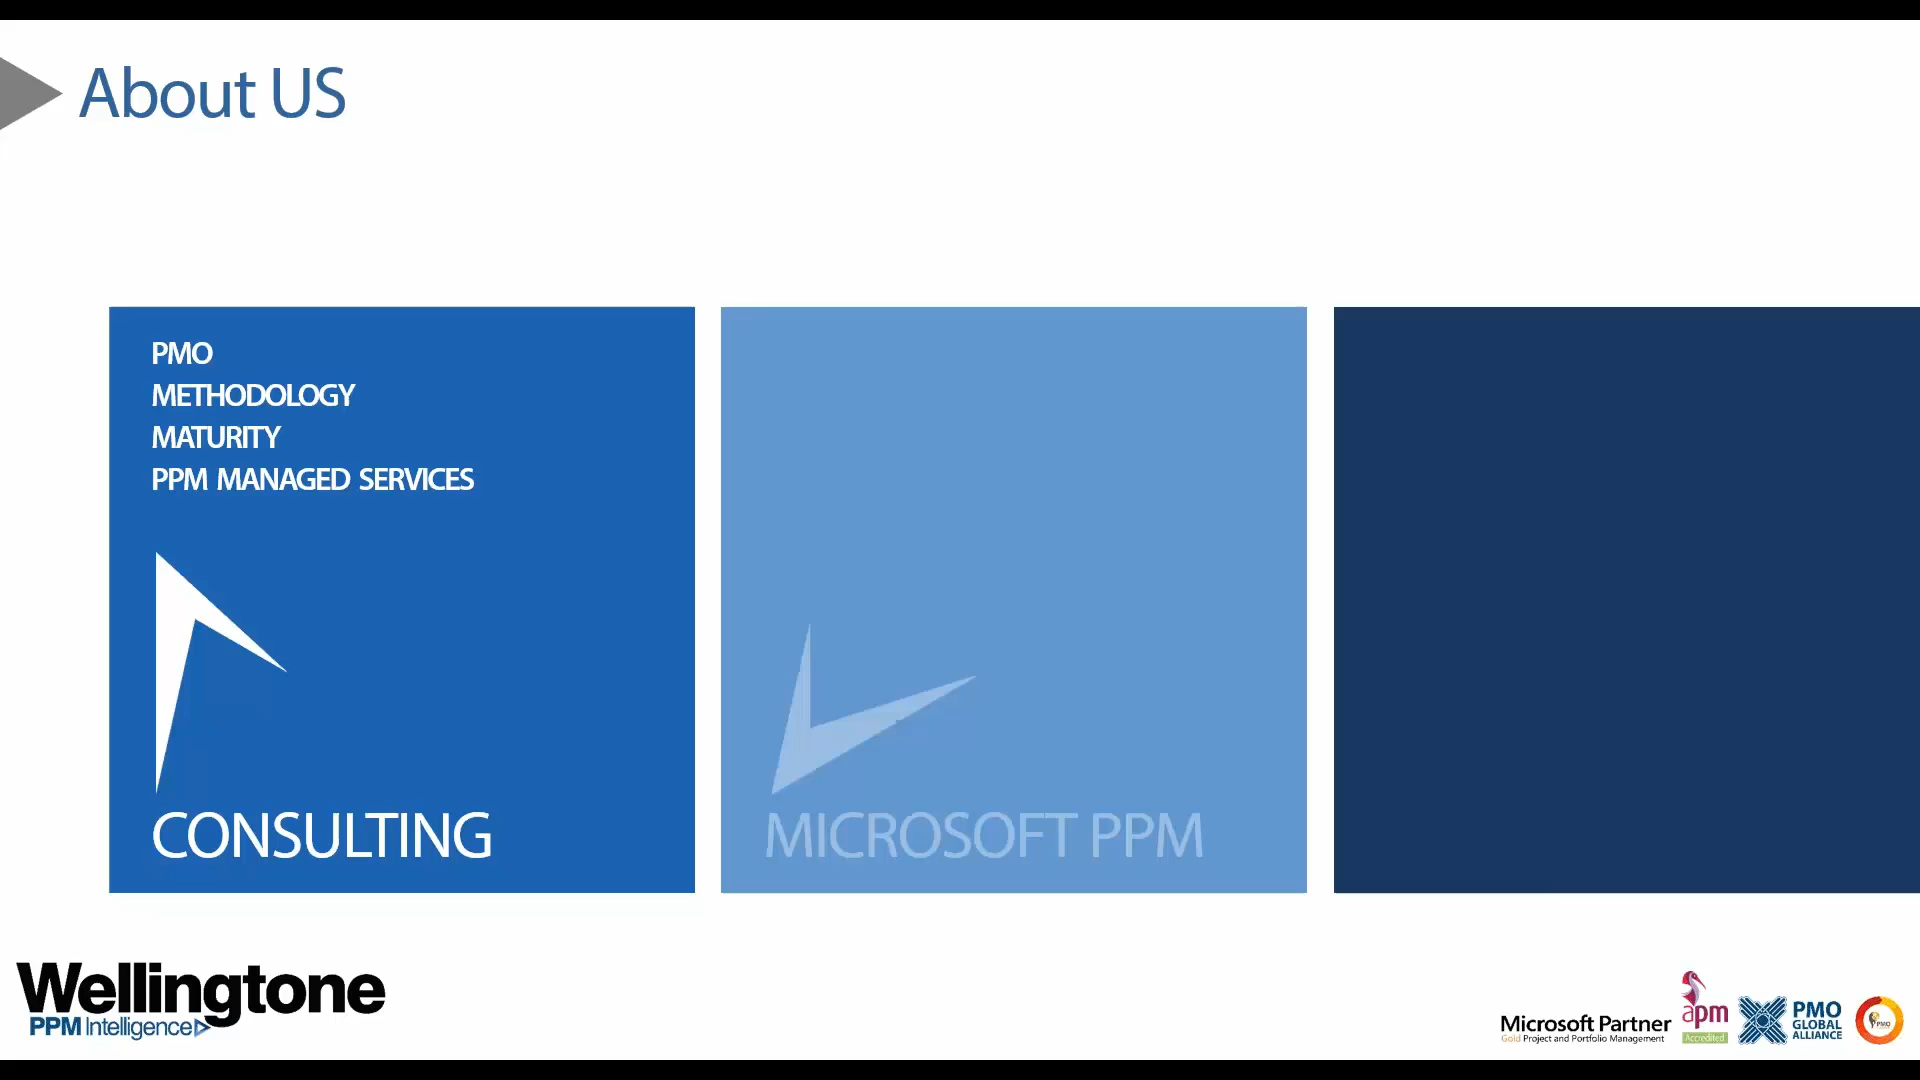 About US
PMO
METHODOLOGY
MATURITY
PPM MANAGED SERVICES
CONSULTING
MICROSOFT PPM
Wellingtone
PPM Intelligence
Microsoft Partner
Gold Project and Portfolio Management
apm
Accredited
PMO
GLOBAL
ALLIANCE
PMO